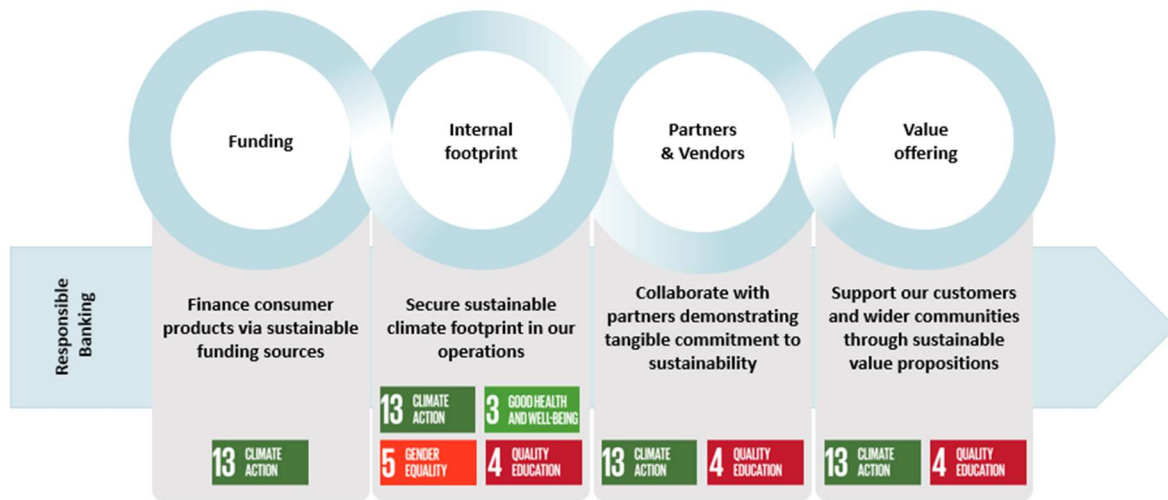 Funding
Internal
footprint
Partners
& Vendors
Value
offering
Responsible
Banking
Finance consumer
products via sustainable
funding sources
Secure sustainable
climate footprint in our
operations
Collaborate with
partners demonstrating
tangible commitment to
sustainability
Support our customers
and wider communities
through sustainable
value propositions
13 CLIMATE
ACTION
13 CLIMATE
ACTION
3 GOOD HEALTH
AND WELL-BEING
5 GENDER
EQUALITY
4 QUALITY
EDUCATION
13 CLIMATE
ACTION
4 QUALITY
EDUCATION
13 CLIMATE
ACTION
4 QUALITY
EDUCATION